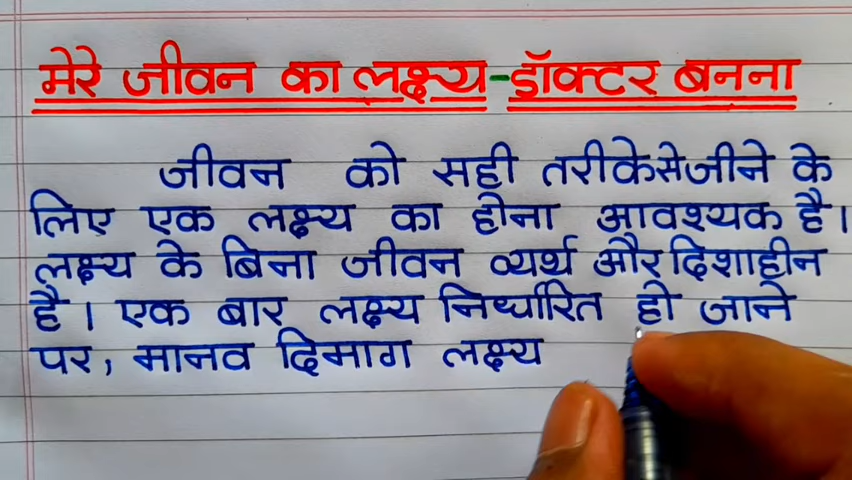 मेरे जीवन का लक्ष्य-डॉक्टर बनना
जीवन को सही तरीके से जीने के
लिए एक लक्ष्य का होना आवश्यक है।
लक्ष्य के बिना जीवन व्यर्थ और दिशाहीन
है। एक बार लक्ष्य निर्धारित हो जाने
पर, मानव दिमाग लक्ष्य